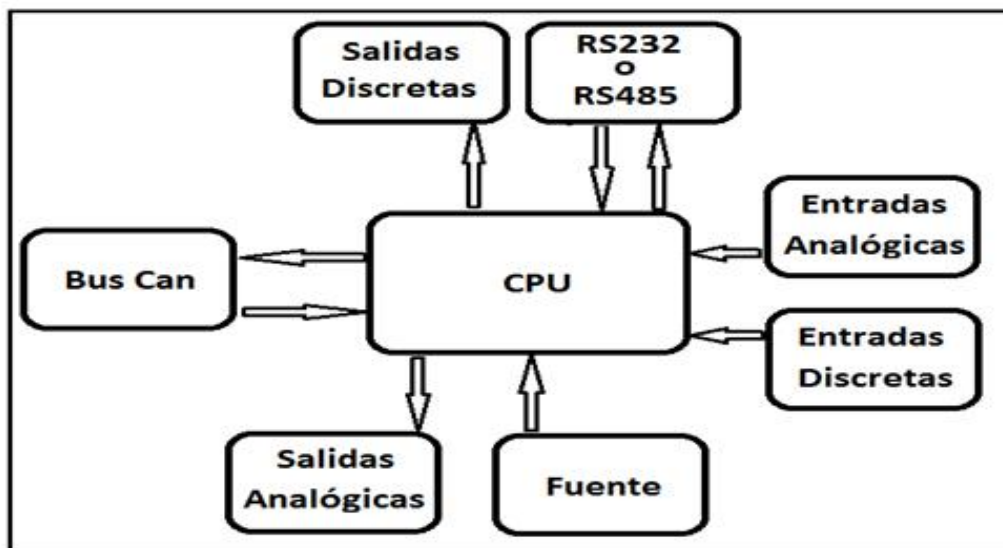 Salidas
Discretas
RS232
o
RS485
Entradas
Analógicas
Bus Can
CPU
Entradas
Discretas
Salidas
Analógicas
Fuente